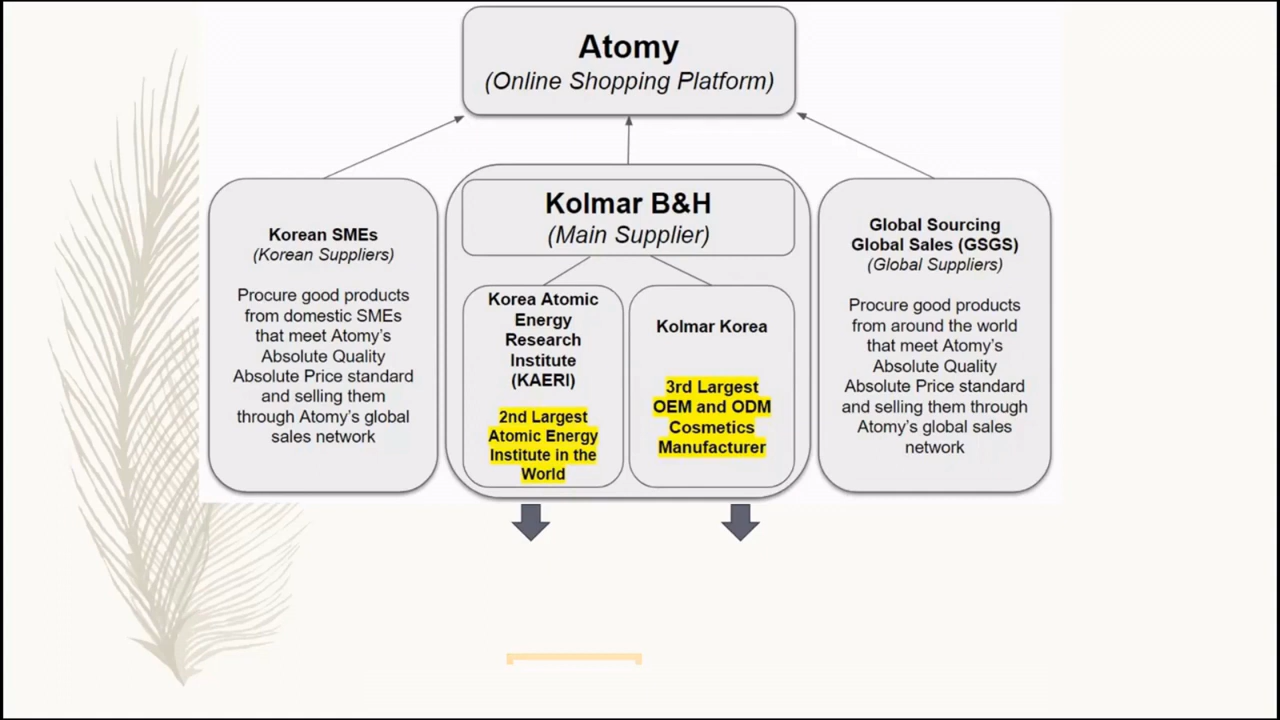 Atomy
(Online Shopping Platform)
Korean SMEs
(Korean Suppliers)
Procure good products
from domestic SMEs
that meet Atomy's
Absolute Quality
Absolute Price standard
and selling them
through Atomy's global
sales network
Kolmar B&H
(Main Supplier)
Korea Atomic
Energy
Research
Institute
(KAERI)
2nd Largest
Atomic Energy
Institute in the
World
Kolmar Korea
3rd Largest
OEM and ODM
Cosmetics
Manufacturer
Global Sourcing
Global Sales (GSGS)
(Global Suppliers)
Procure good products
from around the world
that meet Atomy's
Absolute Quality
Absolute Price standard
and selling them through
Atomy's global sales
network